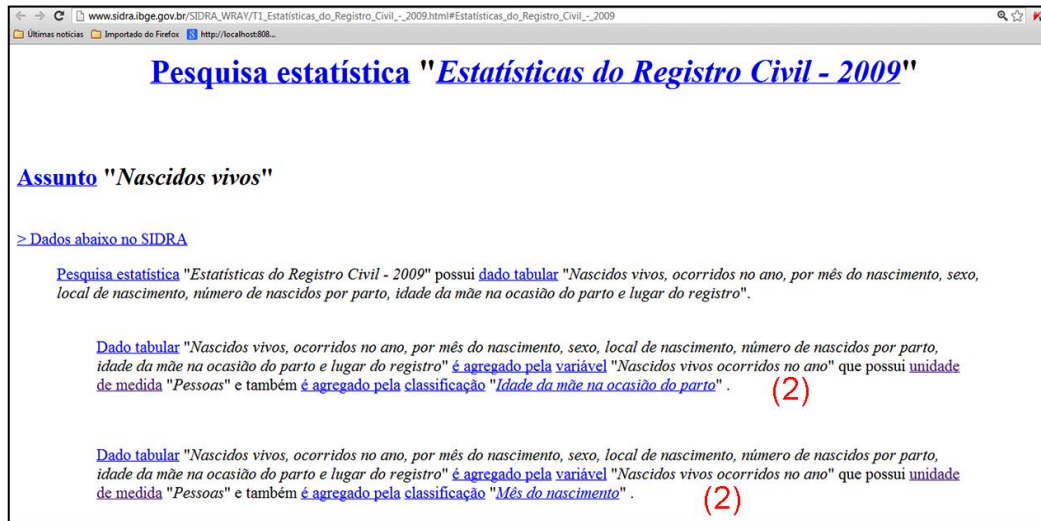 www.sidra.ibge.gov.br/SIDRA_WRAY/T1_Estatísticas_do_Registro_Civil_-_2009.html#Estatísticas_do_Registro_Civil_-_2009
Últimas notícias Importado do Firefox http://localhost:808...
Pesquisa estatística "Estatísticas do Registro Civil - 2009"
Assunto "Nascidos vivos"
> Dados abaixo no SIDRA
Pesquisa estatística "Estatísticas do Registro Civil - 2009" possui dado tabular "Nascidos vivos, ocorridos no ano, por mês do nascimento, sexo,
local de nascimento, número de nascidos por parto, idade da mãe na ocasião do parto e lugar do registro".
Dado tabular "Nascidos vivos, ocorridos no ano, por mês do nascimento, sexo, local de nascimento, número de nascidos por parto,
idade da mãe na ocasião do parto e lugar do registro" é agregado pela variável "Nascidos vivos ocorridos no ano" que possui unidade
de medida "Pessoas" e também é agregado pela classificação "Idade da mãe na ocasião do parto" . (2)
Dado tabular "Nascidos vivos, ocorridos no ano, por mês do nascimento, sexo, local de nascimento, número de nascidos por parto,
idade da mãe na ocasião do parto e lugar do registro" é agregado pela variável "Nascidos vivos ocorridos no ano" que possui unidade
de medida "Pessoas" e também é agregado pela classificação "Mês do nascimento" . (2)